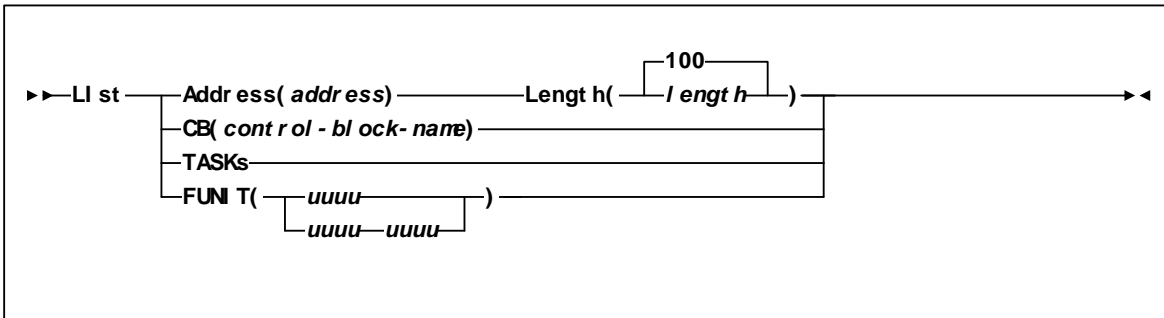 100
LIst Address(address) Length( length )
CB(control-block-name)
TASKs
FUNIT( uuuu )
uuuu uuuu